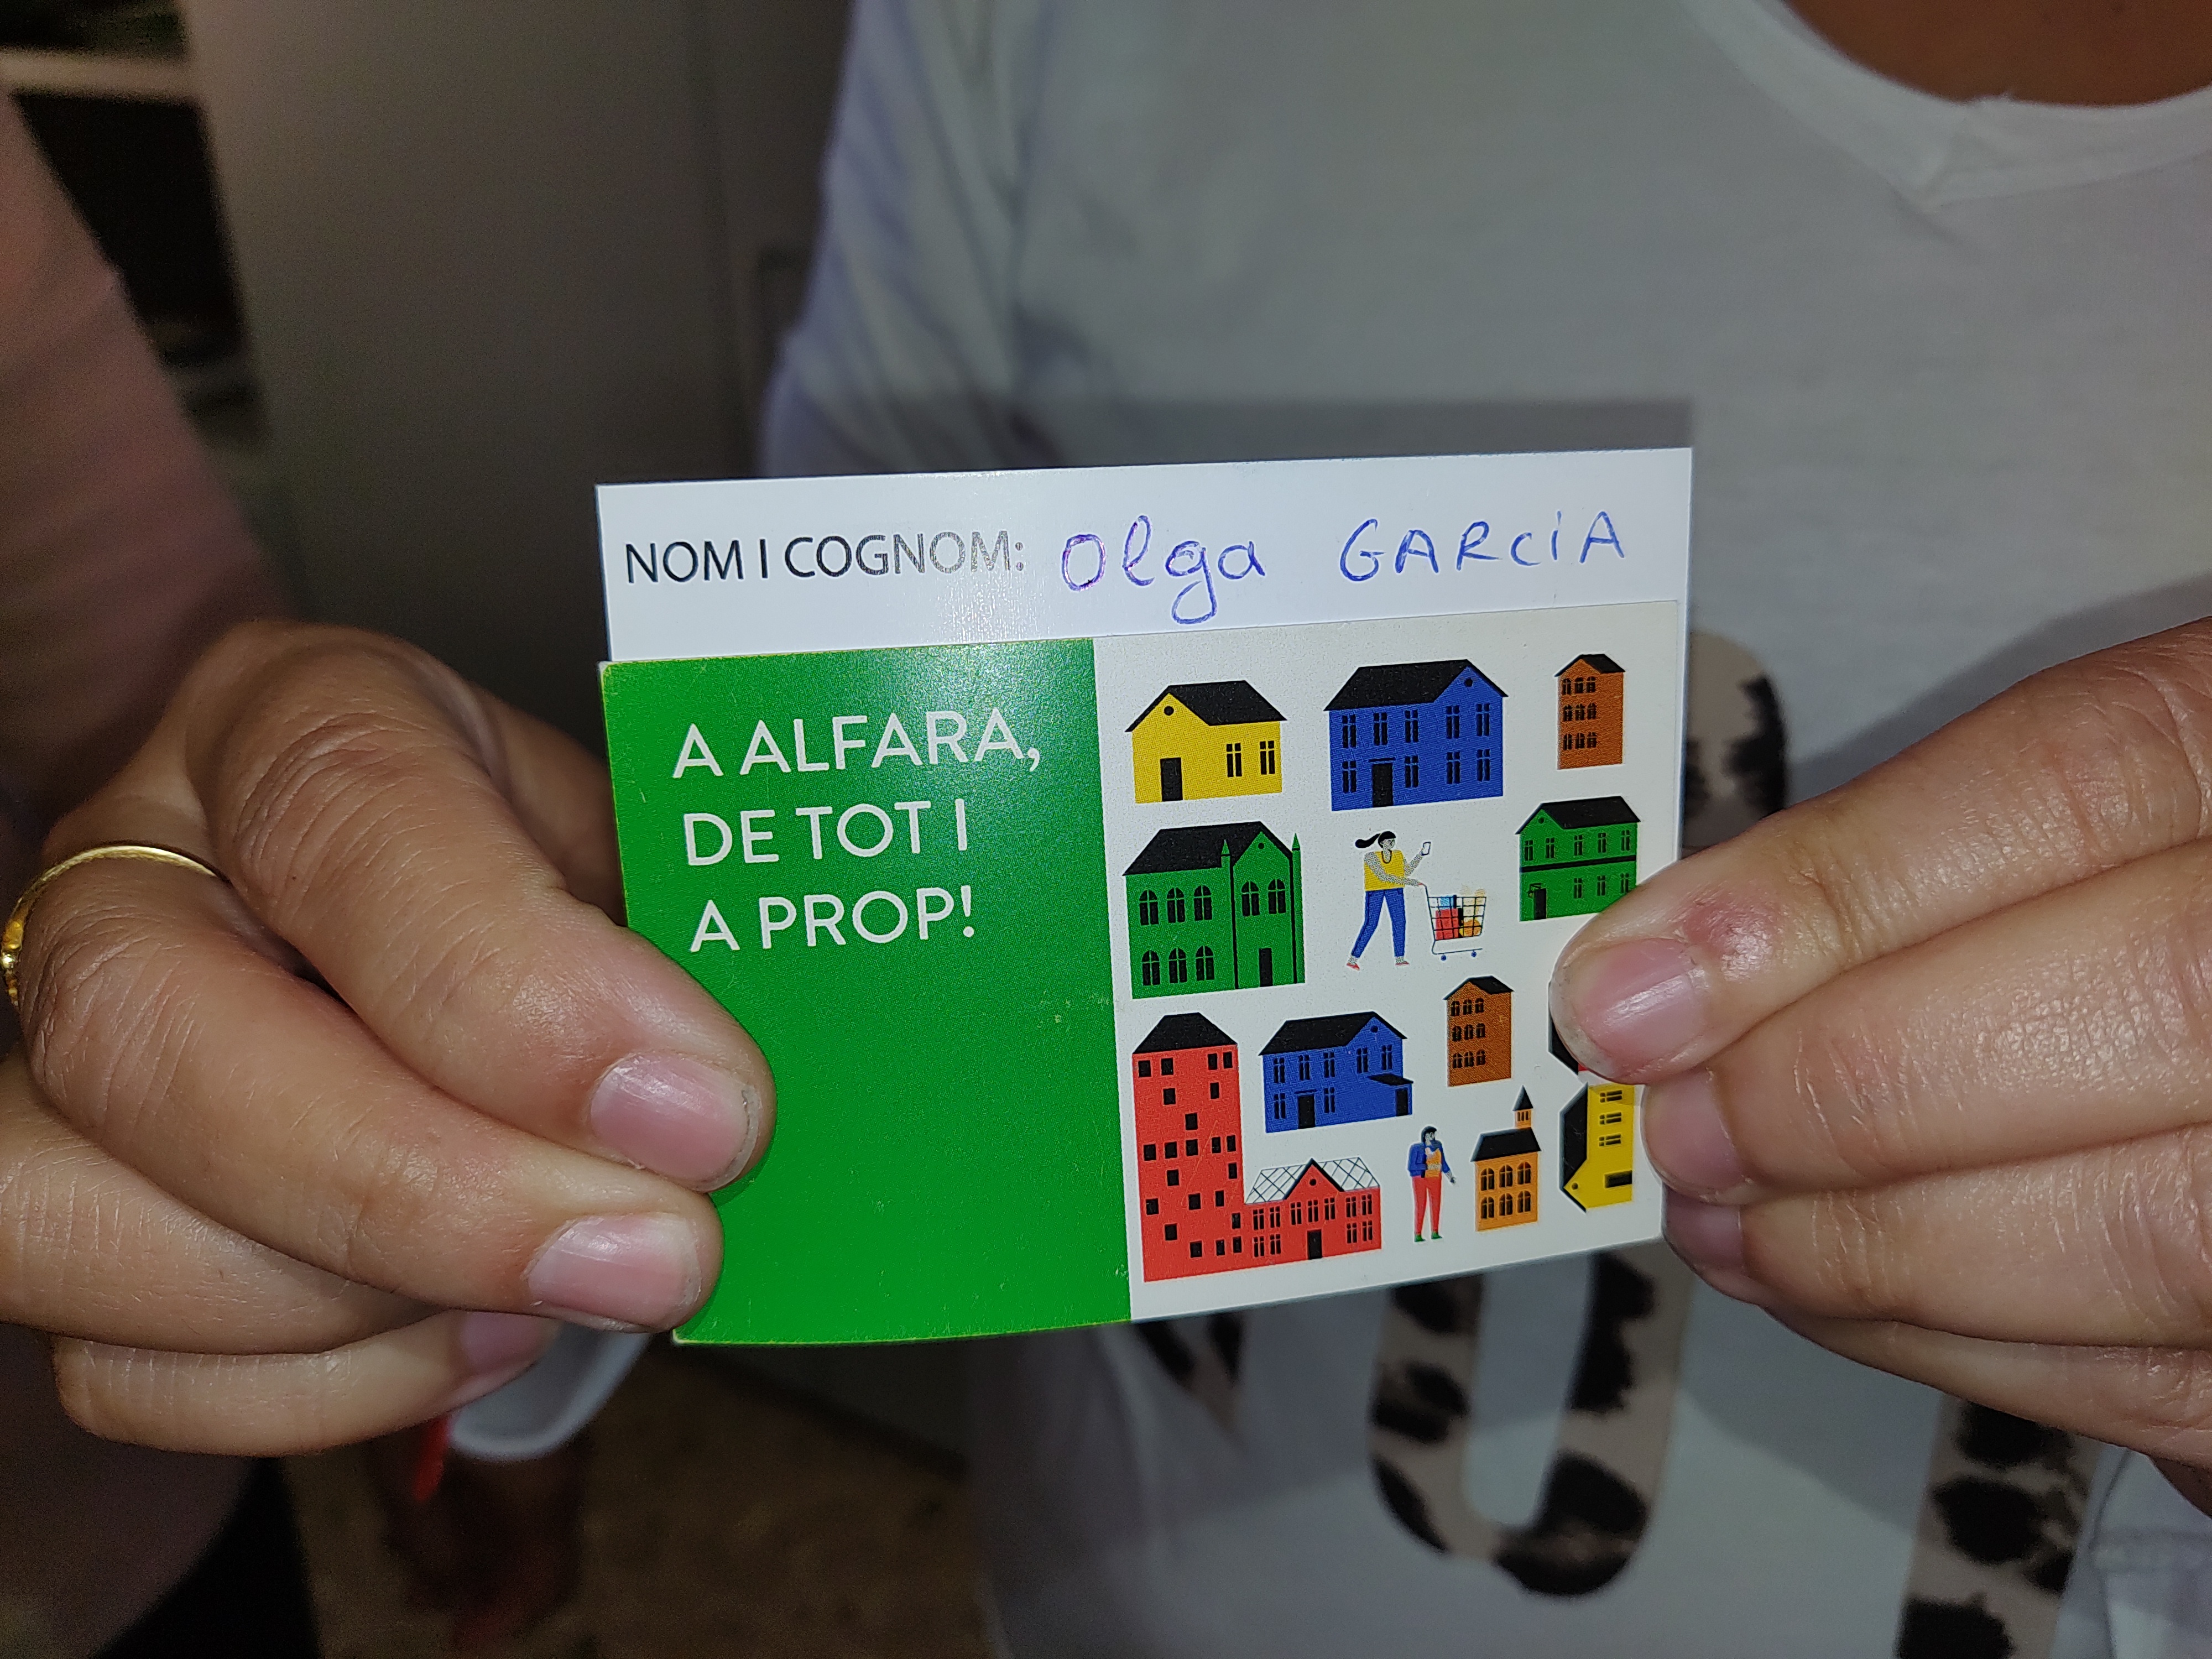 NOM I COGNOM: Olga GARCIA
A ALFARA,
DE TOT I
A PROP!